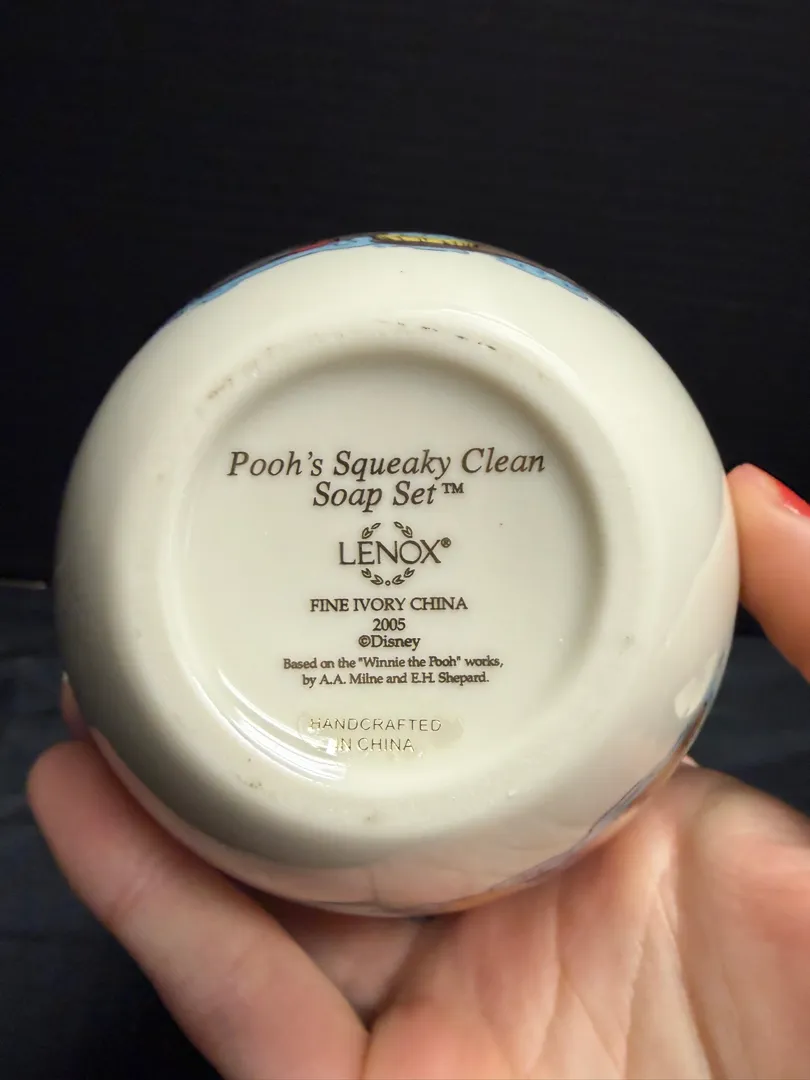 Pooh's Squeaky Clean
Soap Set™
LENOX®
FINE IVORY CHINA
2005
©Disney
Based on the "Winnie the Pooh" works,
by A.A. Milne and E.H. Shepard.
HANDCRAFTED
IN CHINA